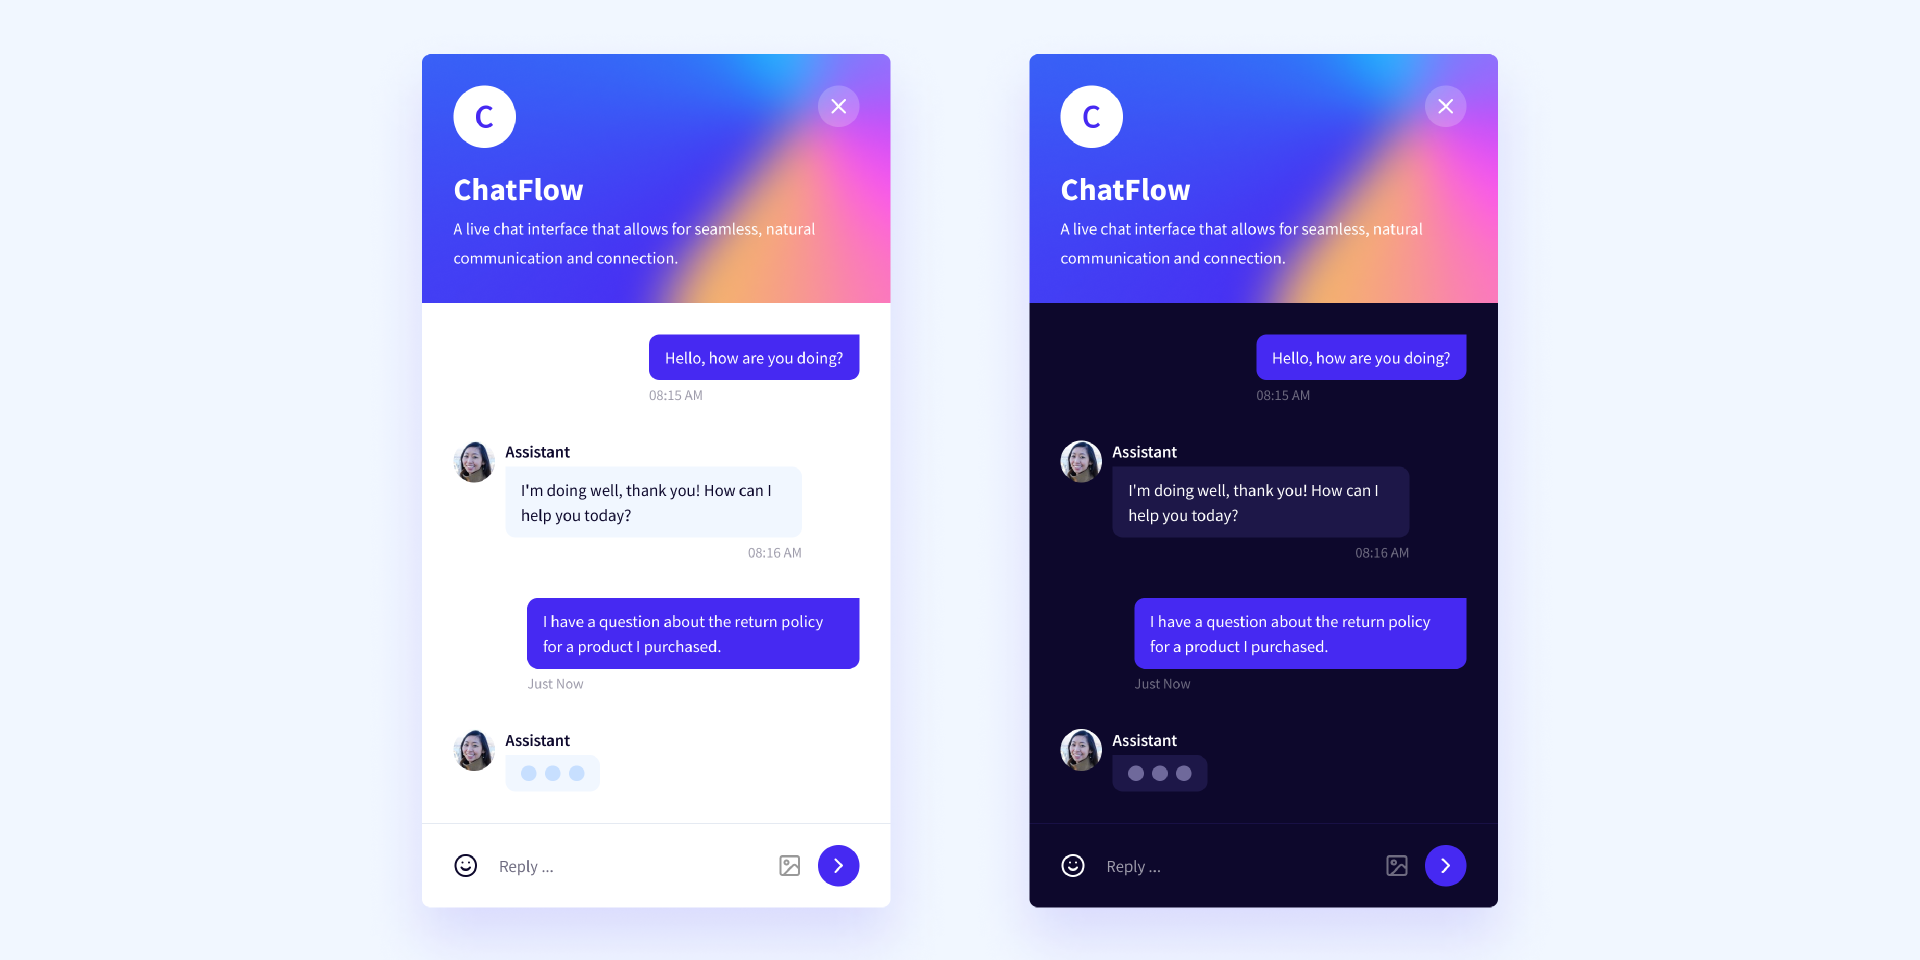 C
ChatFlow
A live chat interface that allows for seamless, natural
communication and connection.
Hello, how are you doing?
08:15 AM
Assistant
I'm doing well, thank you! How can I
help you today?
08:16 AM
I have a question about the return policy
for a product I purchased.
Just Now
Assistant
Reply ...
C
ChatFlow
A live chat interface that allows for seamless, natural
communication and connection.
Hello, how are you doing?
08:15 AM
Assistant
I'm doing well, thank you! How can I
help you today?
08:16 AM
I have a question about the return policy
for a product I purchased.
Just Now
Assistant
Reply ...